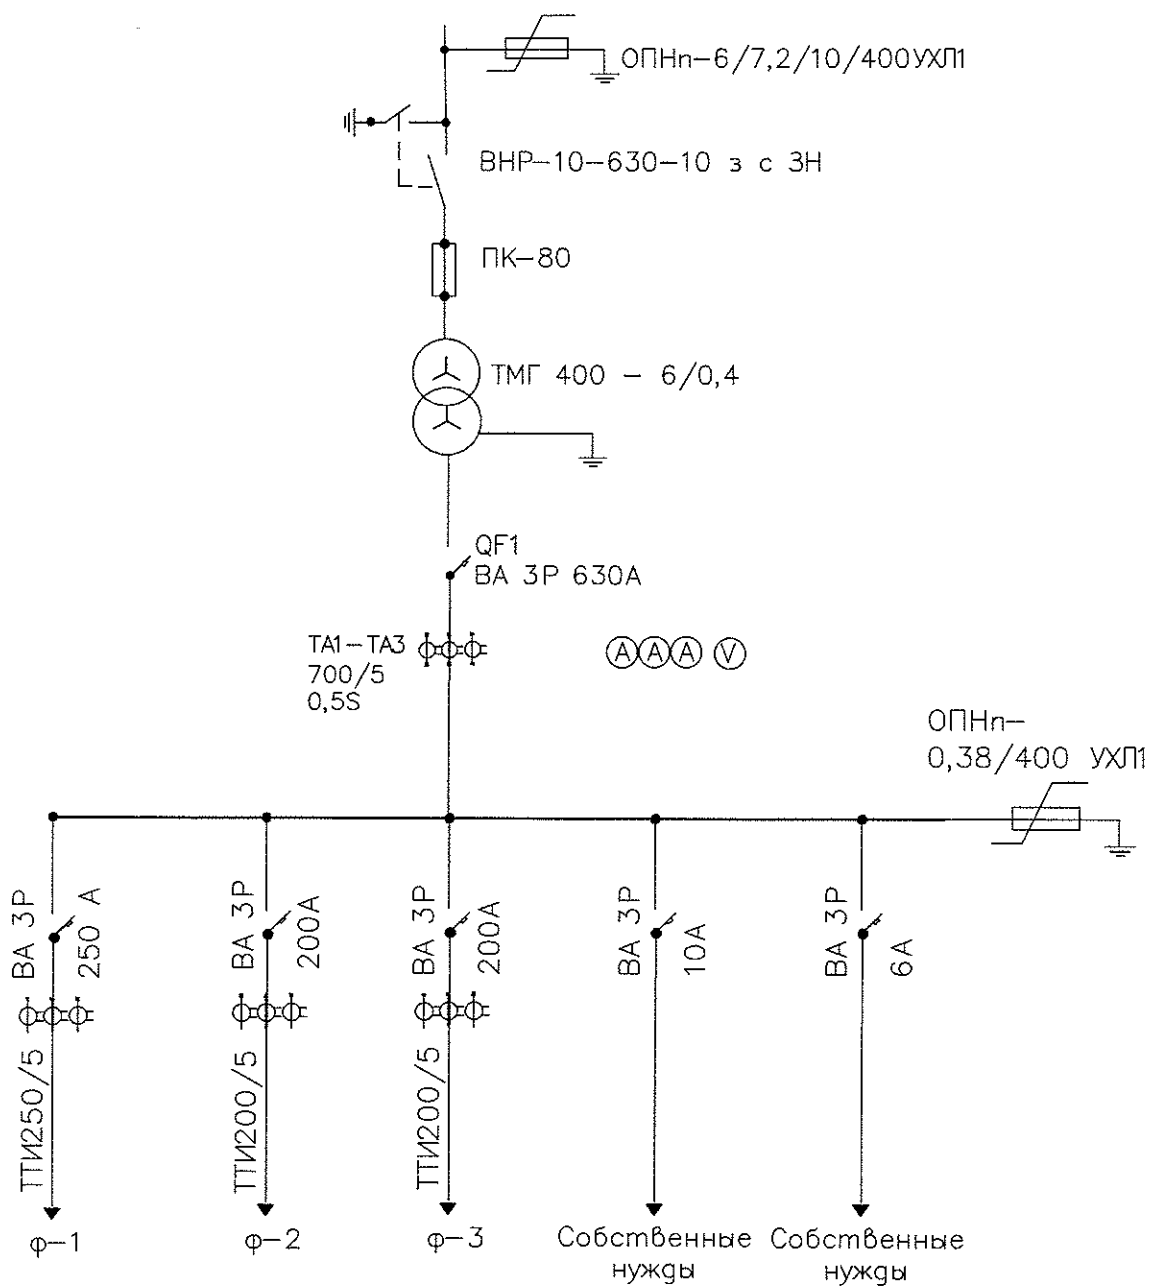 ОПНп-6/7,2/10/400УХЛ1
ВНР-10-630-10 з с ЗН
ПК-80
ТМГ 400 - 6/0,4
QF1
ВА 3Р 630А
ТА1-ТА3
700/5
0,5S
А А А V
ОПНп-
0,38/400 УХЛ1
ВА 3Р
250 А
ТТИ250/5
ВА 3Р
200А
ТТИ200/5
ВА 3Р
200А
ТТИ200/5
ВА 3Р
10А
ВА 3Р
6А
ф-1
ф-2
ф-3
Собственные
нужды
Собственные
нужды